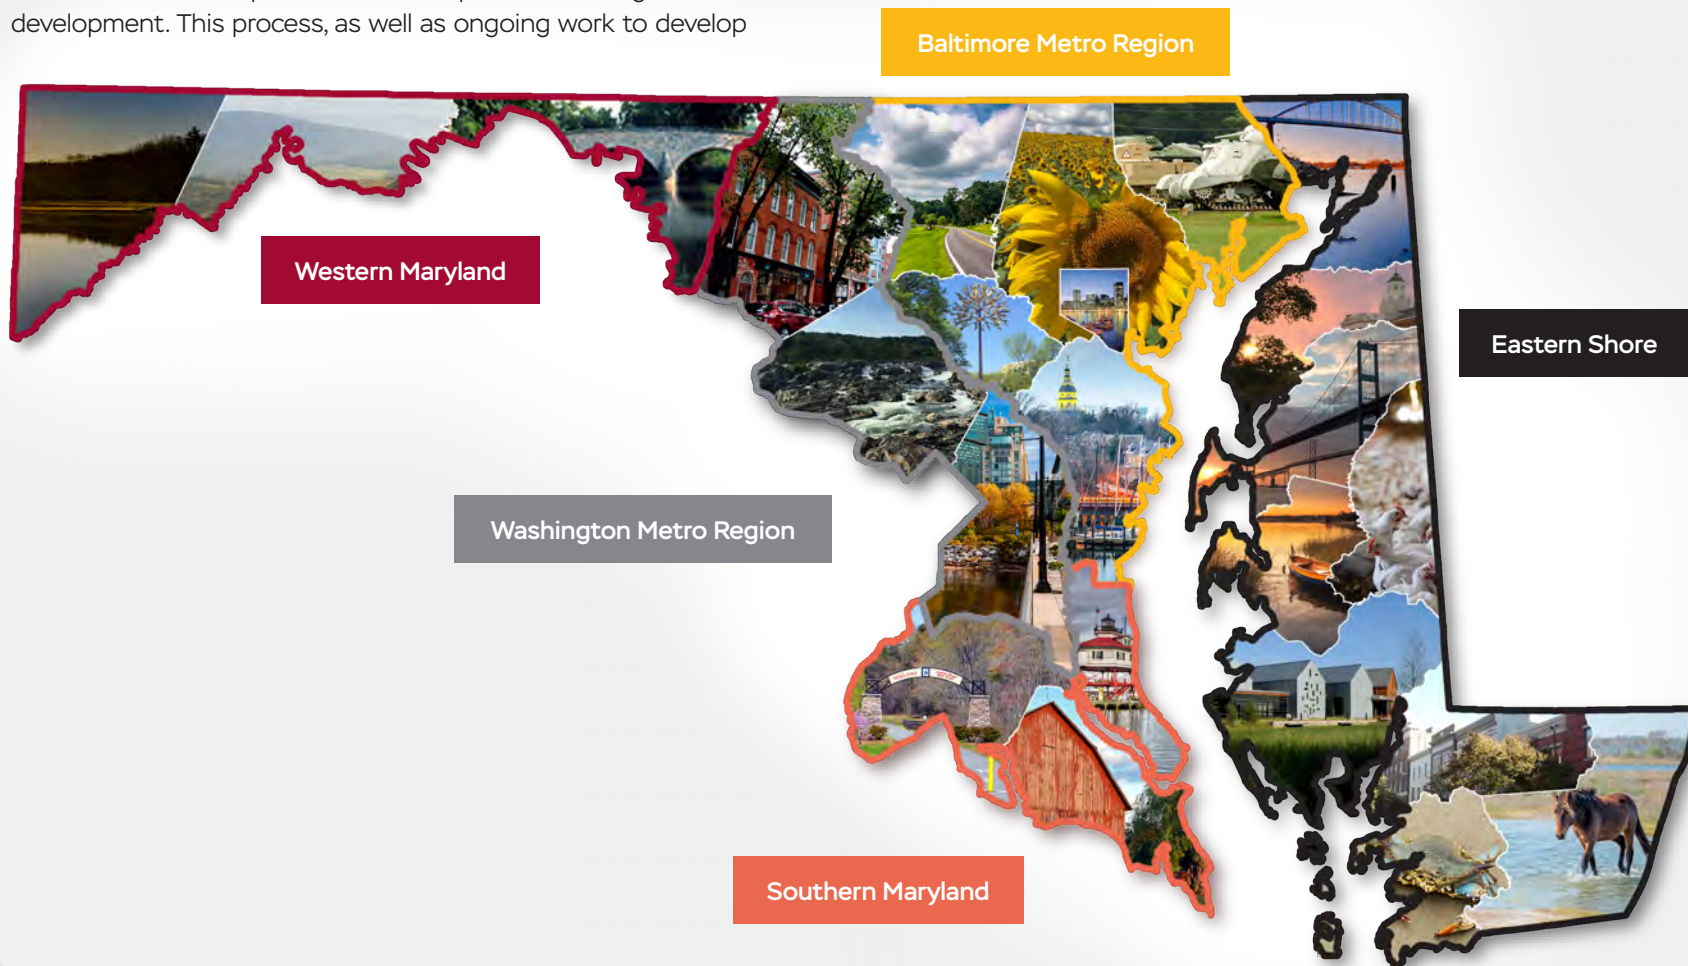 development. This process, as well as ongoing work to develop
Baltimore Metro Region
Western Maryland
Eastern Shore
Washington Metro Region
Southern Maryland